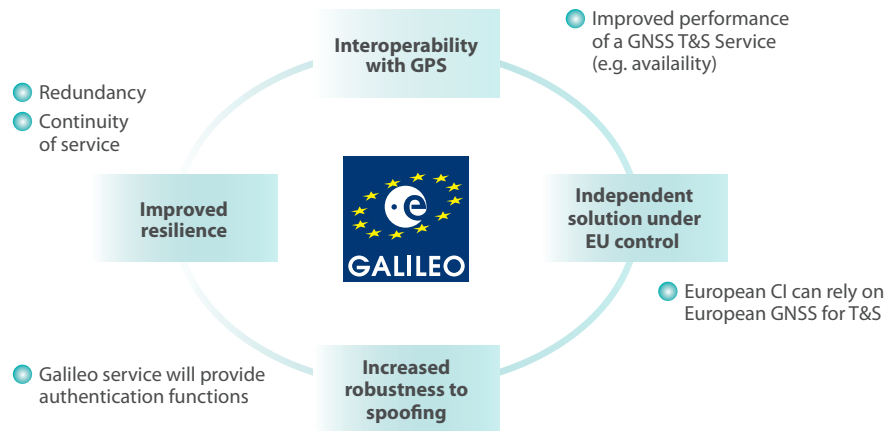 Interoperability
with GPS
Improved performance
of a GNSS T&S Service
(e.g. availaility)
Redundancy
Continuity
of service
Improved
resilience
e
GALILEO
Independent
solution under
EU control
European CI can rely on
European GNSS for T&S
Galileo service will provide
authentication functions
Increased
robustness to
spoofing